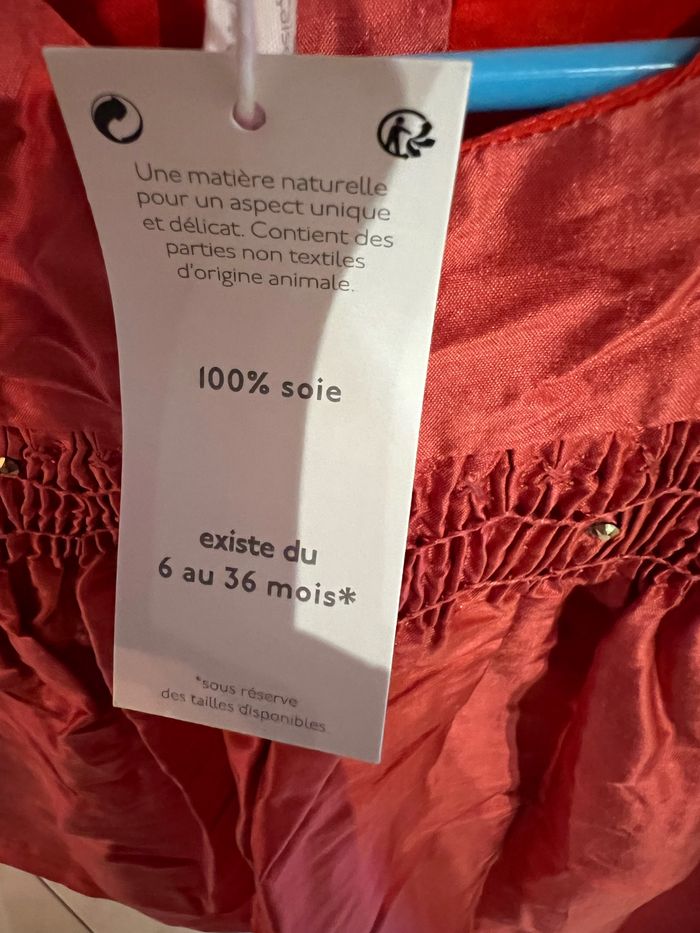 Une matière naturelle
pour un aspect unique
et délicat. Contient des
parties non textiles
d'origine animale.
100% soie
existe du
6 au 36 mois*
*sous réserve
des tailles disponibles